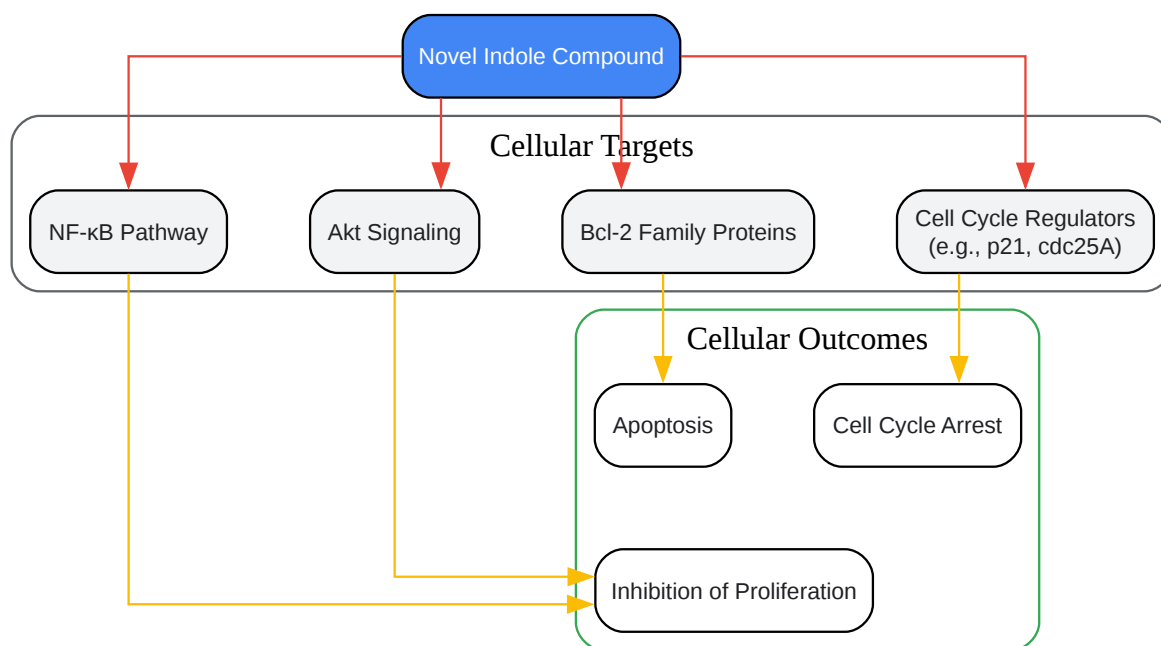 Novel Indole Compound
Cellular Targets
NF-κB Pathway
Akt Signaling
Bcl-2 Family Proteins
Cell Cycle Regulators
(e.g., p21, cdc25A)
Cellular Outcomes
Apoptosis
Cell Cycle Arrest
Inhibition of Proliferation